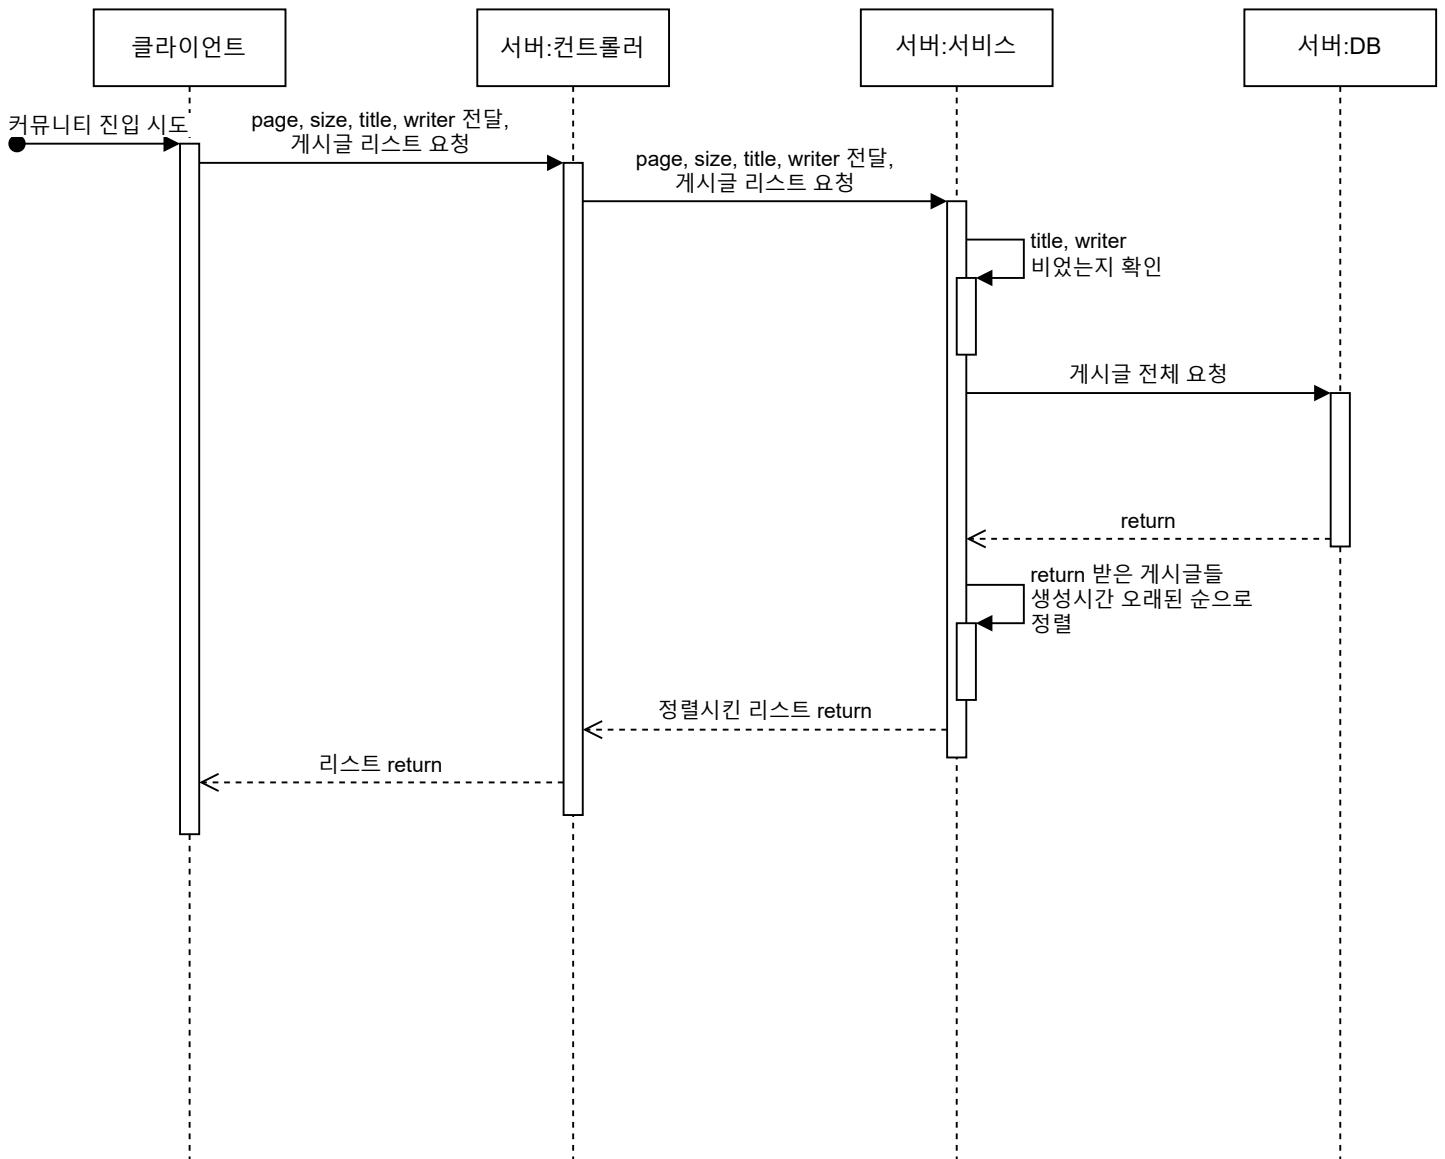 클라이언트
서버:컨트롤러
서버:서비스
서버:DB
커뮤니티 진입 시도
page, size, title, writer 전달,
게시글 리스트 요청
page, size, title, writer 전달,
게시글 리스트 요청
title, writer
비었는지 확인
게시글 전체 요청
return
return 받은 게시글들
생성시간 오래된 순으로
정렬
정렬시킨 리스트 return
리스트 return